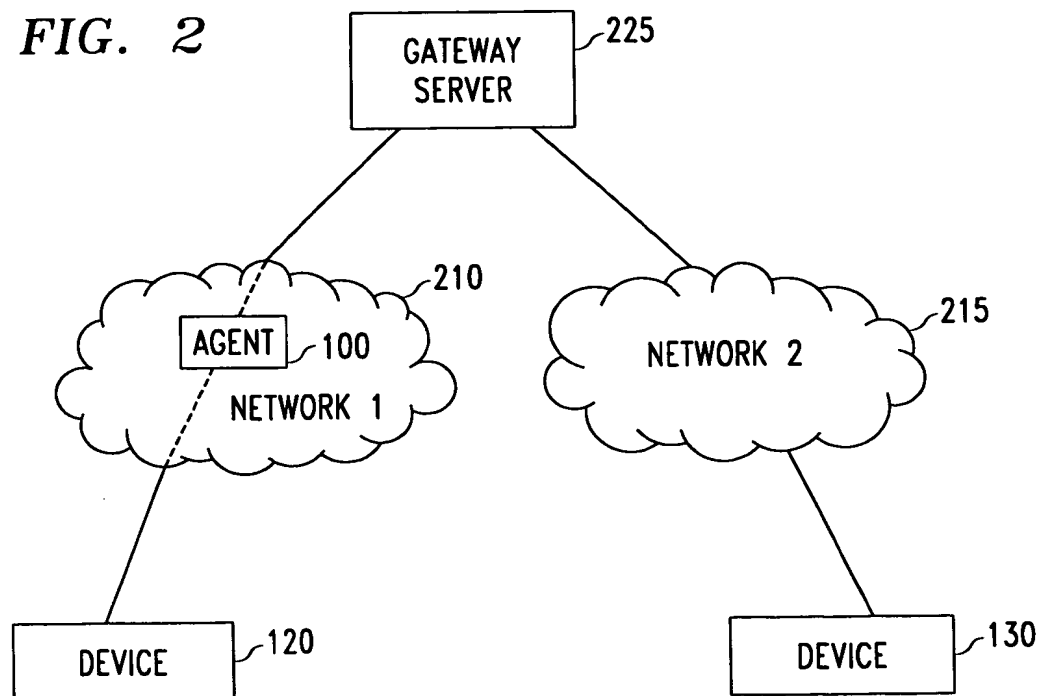 FIG. 2
GATEWAY
SERVER
225
210
AGENT
100
NETWORK 1
NETWORK 2
215
DEVICE
120
DEVICE
130